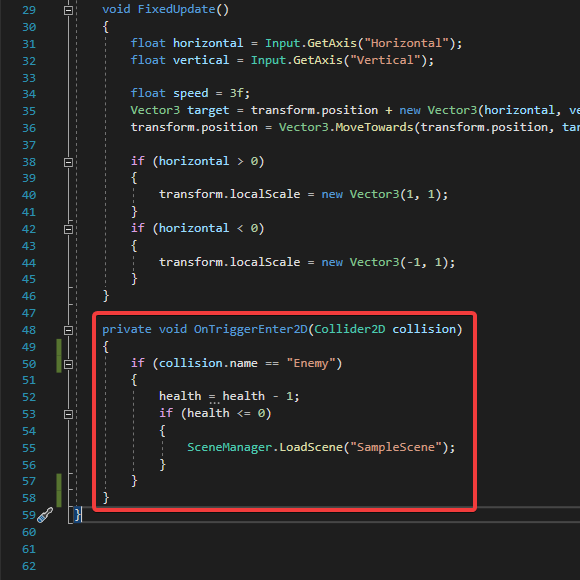 29 void FixedUpdate()
30 {
31 float horizontal = Input.GetAxis("Horizontal");
32 float vertical = Input.GetAxis("Vertical");
33
34 float speed = 3f;
35 Vector3 target = transform.position + new Vector3(horizontal, ve
36 transform.position = Vector3.MoveTowards(transform.position, tar
37
38 if (horizontal > 0)
39 {
40 transform.localScale = new Vector3(1, 1);
41 }
42 if (horizontal < 0)
43 {
44 transform.localScale = new Vector3(-1, 1);
45 }
46 }
47
48 private void OnTriggerEnter2D(Collider2D collision)
49 {
50 if (collision.name == "Enemy")
51 {
52 health = health - 1;
53 if (health <= 0)
54 {
55 SceneManager.LoadScene("SampleScene");
56 }
57 }
58 }
59 }
60
61
62